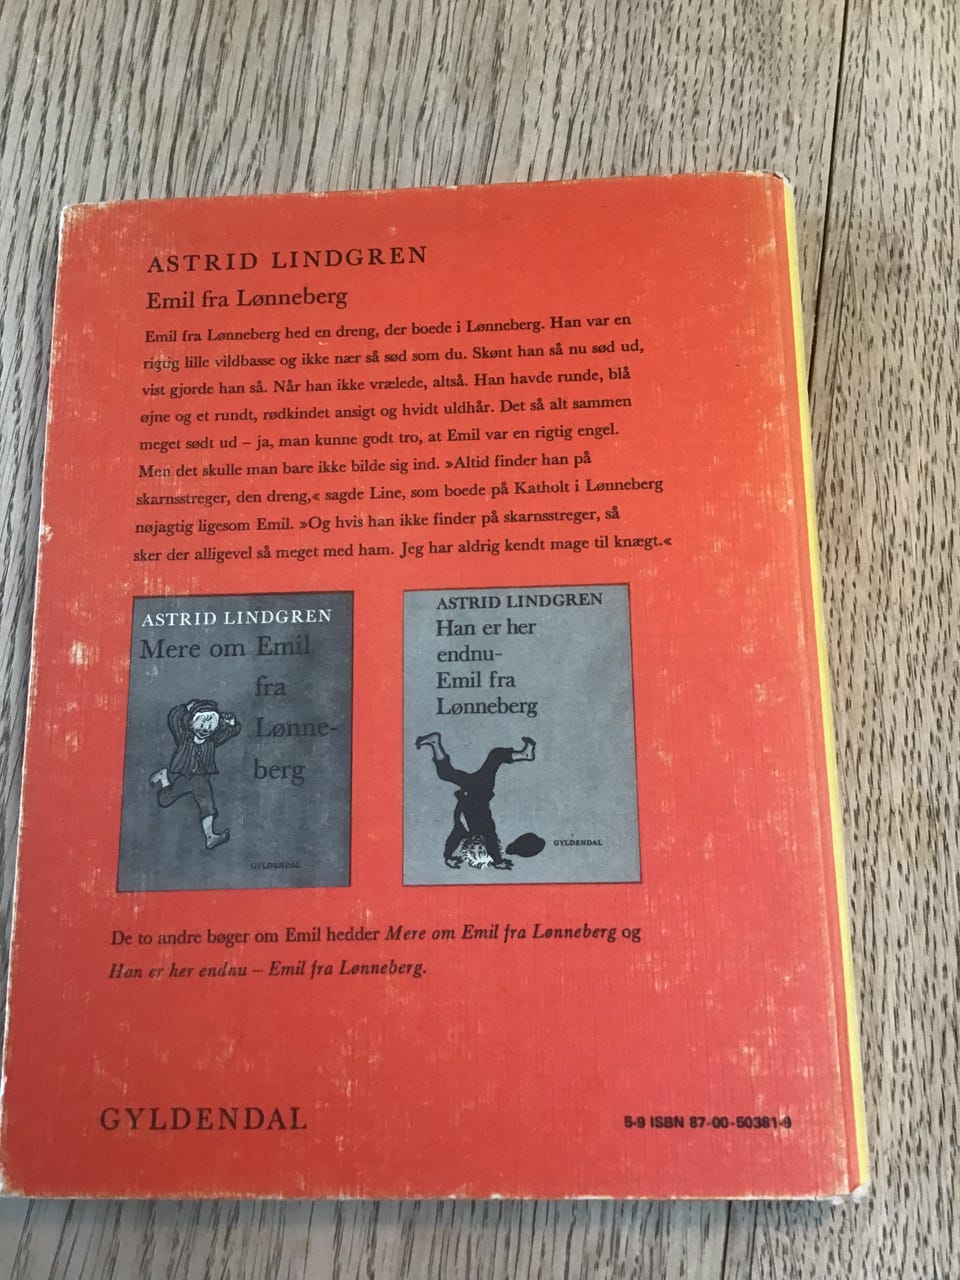 ASTRID LINDGREN
Emil fra Lønneberg
Emil fra Lønneberg hed en dreng, der boede i Lønneberg. Han var en
rigtig lille vildbasse og ikke nær så sød som du. Skønt han så nu sød ud,
vist gjorde han så. Når han ikke vrælede, altså. Han havde runde, blå
øjne og et rundt, rødkindet ansigt og hvidt uldhår. Det så alt sammen
meget sødt ud – ja, man kunne godt tro, at Emil var en rigtig engel.
Men det skulle man bare ikke bilde sig ind. »Altid finder han på
skarnsstreger, den dreng,« sagde Line, som boede på Katholt i Lønneberg
nøjagtig ligesom Emil. »Og hvis han ikke finder på skarnsstreger, så
sker der alligevel så meget med ham. Jeg har aldrig kendt mage til knægt.«
ASTRID LINDGREN
Mere om Emil
fra
Lønne-
berg
GYLDENDAL
ASTRID LINDGREN
Han er her
endnu-
Emil fra
Lønneberg
GYLDENDAL
De to andre bøger om Emil hedder Mere om Emil fra Lønneberg og
Han er her endnu – Emil fra Lønneberg.
GYLDENDAL
5-9 ISBN 87-00-50381-9